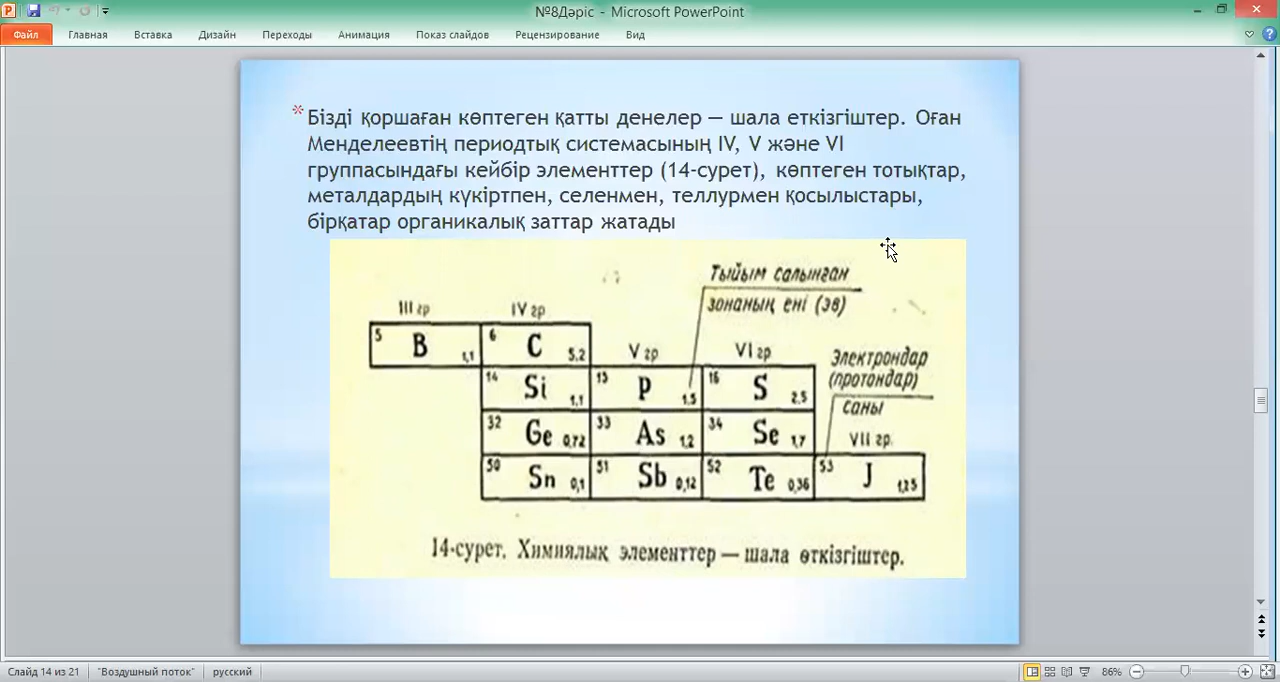 №8Дәріс - Microsoft PowerPoint
Файл Главная Вставка Дизайн Переходы Анимация Показ слайдов Рецензирование Вид
* Бізді қоршаған көптеген қатты денелер — шала еткізгіштер. Оған
Менделеевтің периодтық системасының IV, V және VI
группасындағы кейбір элементтер (14-сурет), көптеген тотықтар,
металдардың күкіртпен, селенмен, теллурмен қосылыстары,
бірқатар органикалық заттар жатады
Тыйым салынған
зонаның ені (эв)
III гр IV гр
5 B 1,1 6 C 5,2
V гр VI гр
Электрондар
(протондар)
саны
14 Si 1,1 15 P 1,5 16 S 2,5
32 Ge 0,72 33 As 1,2 34 Se 1,7
VII гр.
50 Sn 0,1 51 Sb 0,12 52 Te 0,36 53 J 1,25
14-сурет. Химиялық элементтер — шала өткізгіштер.
Слайд 14 из 21 "Воздушный поток" русский 86%